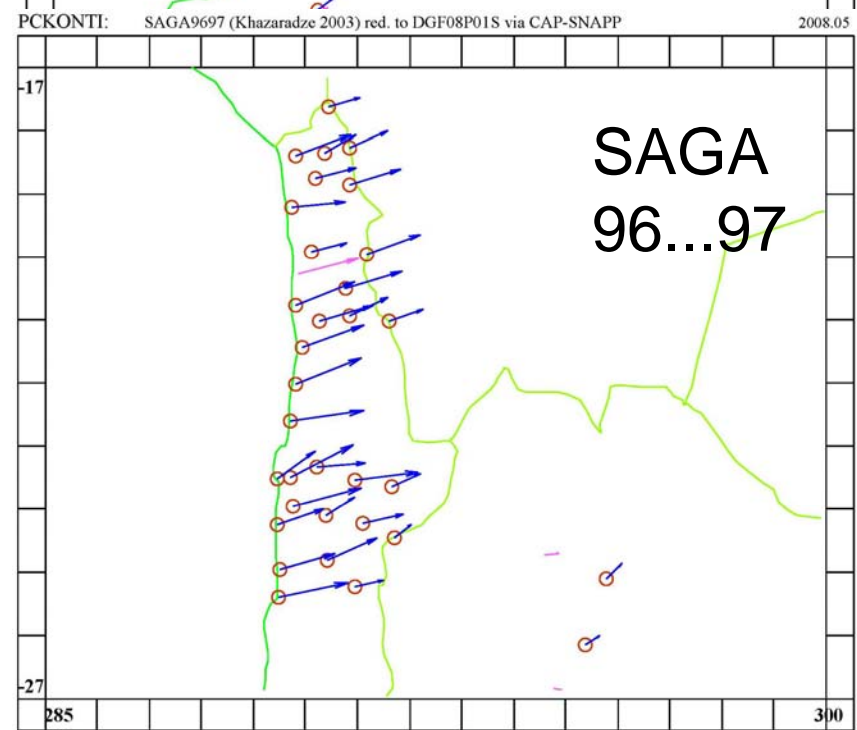 PCKONTI: SAGA9697 (Khazaradze 2003) red. to DGF08P01S via CAP-SNAPP 2008.05
-17
SAGA
96...97
-27
285 300